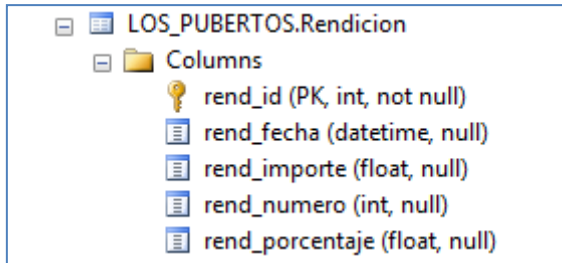 LOS_PUBERTOS.Rendicion
Columns
rend_id (PK, int, not null)
rend_fecha (datetime, null)
rend_importe (float, null)
rend_numero (int, null)
rend_porcentaje (float, null)